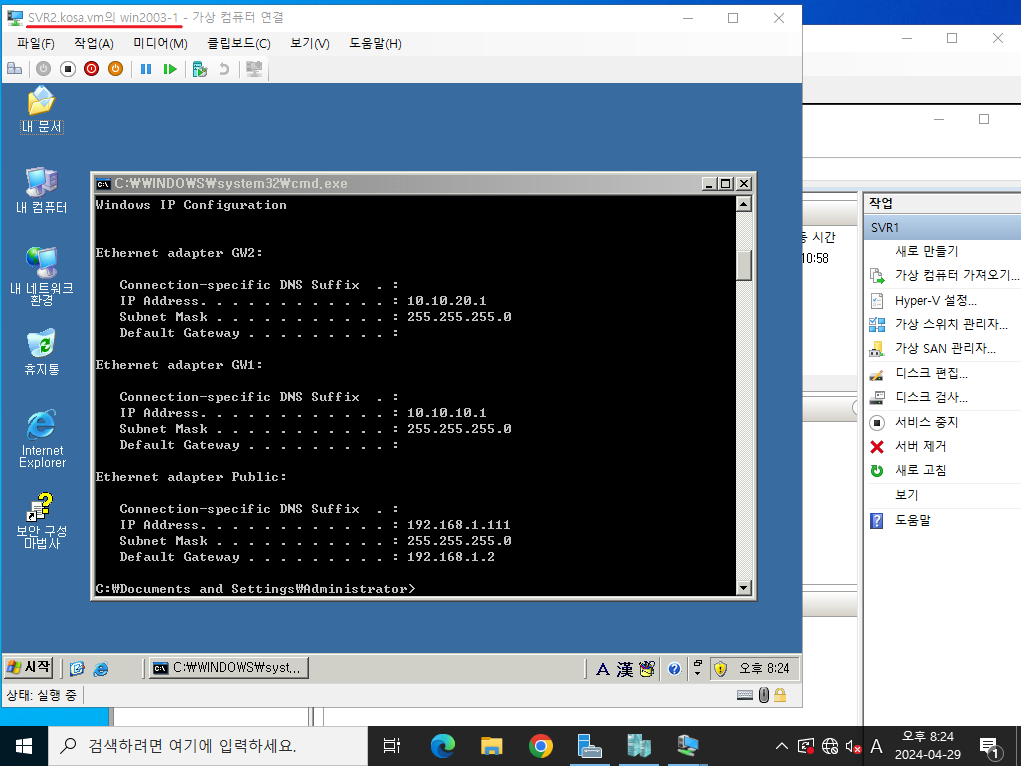 SVR2.kosa.vm의 win2003-1 - 가상 컴퓨터 연결
파일(F) 작업(A) 미디어(M) 클립보드(C) 보기(V) 도움말(H)
내 문서
내 컴퓨터
내 네트워크
환경
휴지통
Internet
Explorer
보안 구성
마법사
C:\WINDOWS\system32\cmd.exe
Windows IP Configuration
Ethernet adapter GW2:
Connection-specific DNS Suffix  . :
IP Address. . . . . . . . . . . . : 10.10.20.1
Subnet Mask . . . . . . . . . . . : 255.255.255.0
Default Gateway . . . . . . . . . :
Ethernet adapter GW1:
Connection-specific DNS Suffix  . :
IP Address. . . . . . . . . . . . : 10.10.10.1
Subnet Mask . . . . . . . . . . . : 255.255.255.0
Default Gateway . . . . . . . . . :
Ethernet adapter Public:
Connection-specific DNS Suffix  . :
IP Address. . . . . . . . . . . . : 192.168.1.111
Subnet Mask . . . . . . . . . . . : 255.255.255.0
Default Gateway . . . . . . . . . : 192.168.1.2
C:\Documents and Settings\Administrator>
시작
C:\WINDOWS\syst...
A 漢
오후 8:24
상태: 실행 중
시간
10:58
작업
SVR1
새로 만들기
가상 컴퓨터 가져오기...
Hyper-V 설정...
가상 스위치 관리자...
가상 SAN 관리자...
디스크 편집...
디스크 검사...
서비스 중지
서버 제거
새로 고침
보기
도움말
검색하려면 여기에 입력하세요.
A
오후 8:24
2024-04-29
1